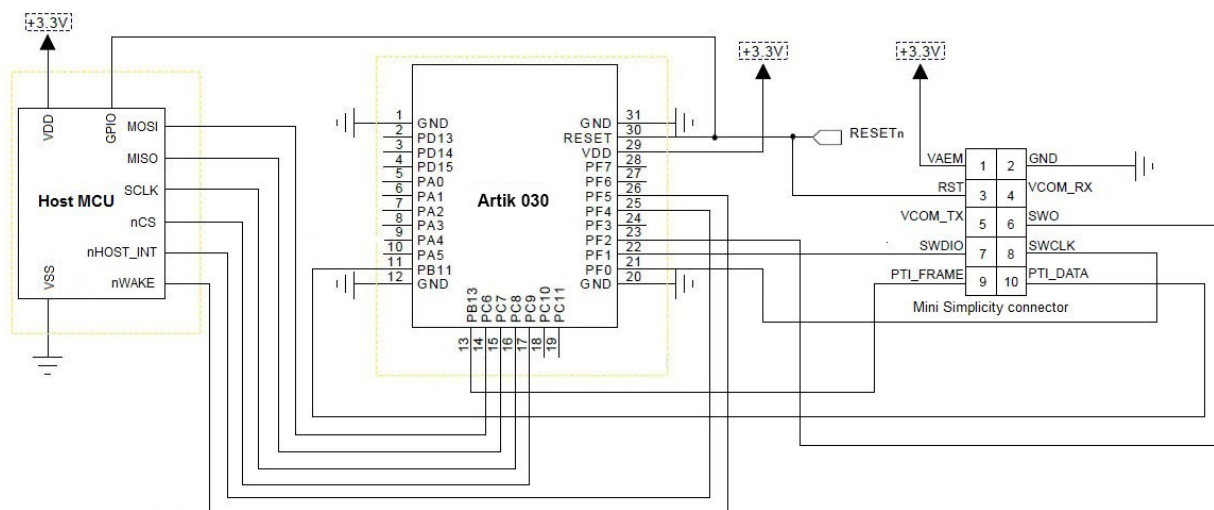 +3.3V
VDD
GPIO
MOSI
MISO
SCLK
nCS
nHOST_INT
nWAKE
Host MCU
VSS
1 GND
2 PD13
3 PD14
4 PD15
5 PA0
6 PA1
7 PA2
8 PA3
9 PA4
10 PA5
11 PB11
12 GND
Artik 030
31 GND
30 RESET
29 VDD
28 PF7
27 PF6
26 PF5
25 PF4
24 PF3
23 PF2
22 PF1
21 PF0
20 GND
13 PB13
14 PC6
15 PC7
16 PC8
17 PC9
18 PC10
19 PC11
+3.3V
RESETn
+3.3V
VAEM 1 2 GND
RST 3 4 VCOM_RX
VCOM_TX 5 6 SWO
SWDIO 7 8 SWCLK
PTI_FRAME 9 10 PTI_DATA
Mini Simplicity connector